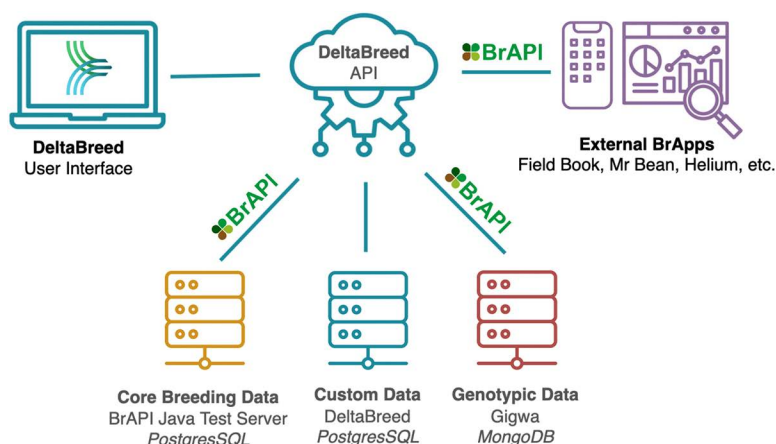 DeltaBreed
API
BrAPI
DeltaBreed
User Interface
External BrApps
Field Book, Mr Bean, Helium, etc.
BrAPI
BrAPI
Core Breeding Data
BrAPI Java Test Server
PostgresSQL
Custom Data
DeltaBreed
PostgresSQL
Genotypic Data
Gigwa
MongoDB